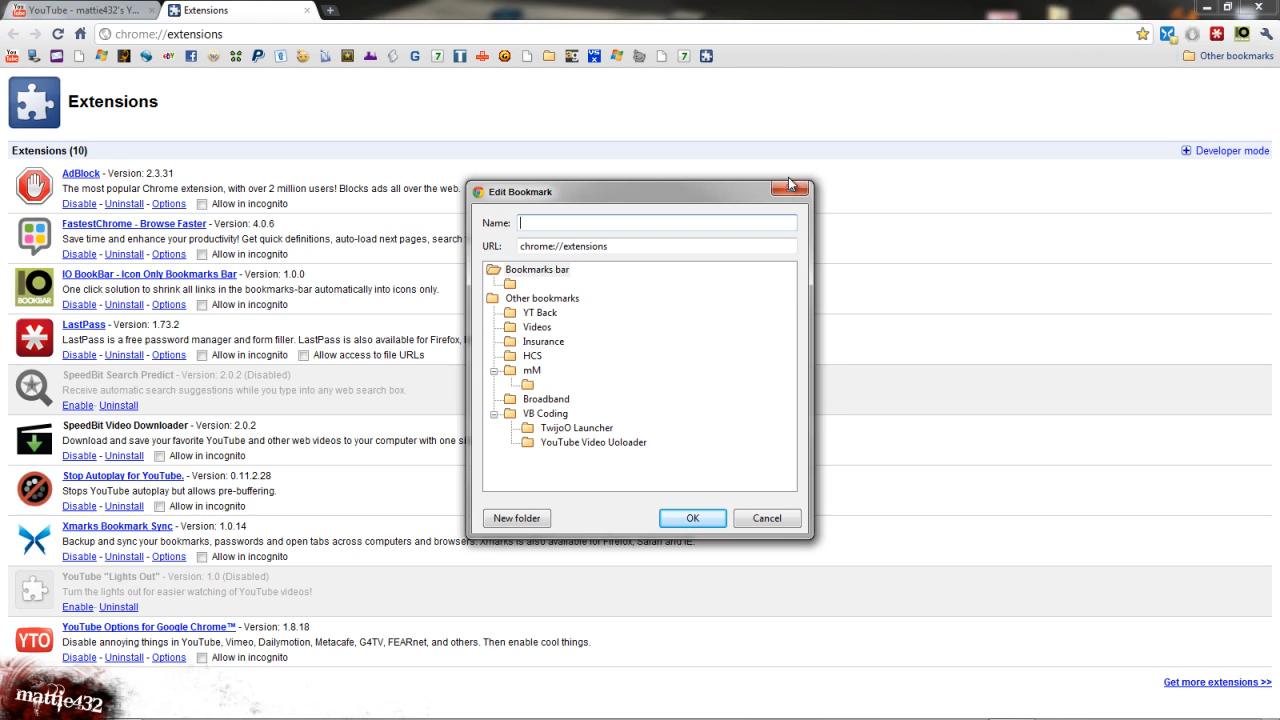 YouTube - mattie432's Y...
Extensions
chrome://extensions
Other bookmarks
Extensions
Extensions (10)
Developer mode
AdBlock - Version: 2.3.31
The most popular Chrome extension, with over 2 million users! Blocks ads all over the web.
Disable - Uninstall - Options Allow in incognito
FastestChrome - Browse Faster - Version: 4.0.6
Save time and enhance your productivity! Get quick definitions, auto-load next pages, search
Disable - Uninstall - Options Allow in incognito
IO BookBar - Icon Only Bookmarks Bar - Version: 1.0.0
One click solution to shrink all links in the bookmarks-bar automatically into icons only.
Disable - Uninstall - Options Allow in incognito
LastPass - Version: 1.73.2
LastPass is a free password manager and form filler. LastPass is also available for Firefox,
Disable - Uninstall - Options Allow in incognito Allow access to file URLs
SpeedBit Search Predict - Version: 2.0.2 (Disabled)
Receive automatic search suggestions while you type into any web search box.
Enable - Uninstall
SpeedBit Video Downloader - Version: 2.0.2
Download and save your favorite YouTube and other web videos to your computer with one
Disable - Uninstall Allow in incognito
Stop Autoplay for YouTube. - Version: 0.11.2.28
Stops YouTube autoplay but allows pre-buffering.
Disable - Uninstall Allow in incognito
Xmarks Bookmark Sync - Version: 1.0.14
Backup and sync your bookmarks, passwords and open tabs across computers and browsers. Xmarks is also available for Firefox, Safari and IE.
Disable - Uninstall - Options Allow in incognito
YouTube "Lights Out" - Version: 1.0 (Disabled)
Turn the lights out for easier watching of YouTube videos!
Enable - Uninstall
YouTube Options for Google Chrome™ - Version: 1.8.18
Disable annoying things in YouTube, Vimeo, Dailymotion, Metacafe, G4TV, FEARnet, and others. Then enable cool things.
Disable - Uninstall - Options Allow in incognito
Get more extensions >>
Edit Bookmark
Name:
URL: chrome://extensions
Bookmarks bar
Other bookmarks
YT Back
Videos
Insurance
HCS
mM
Broadband
VB Coding
TwijoO Launcher
YouTube Video Uoloader
New folder
OK
Cancel
IO
BOOKBAR
YTO
mattie432